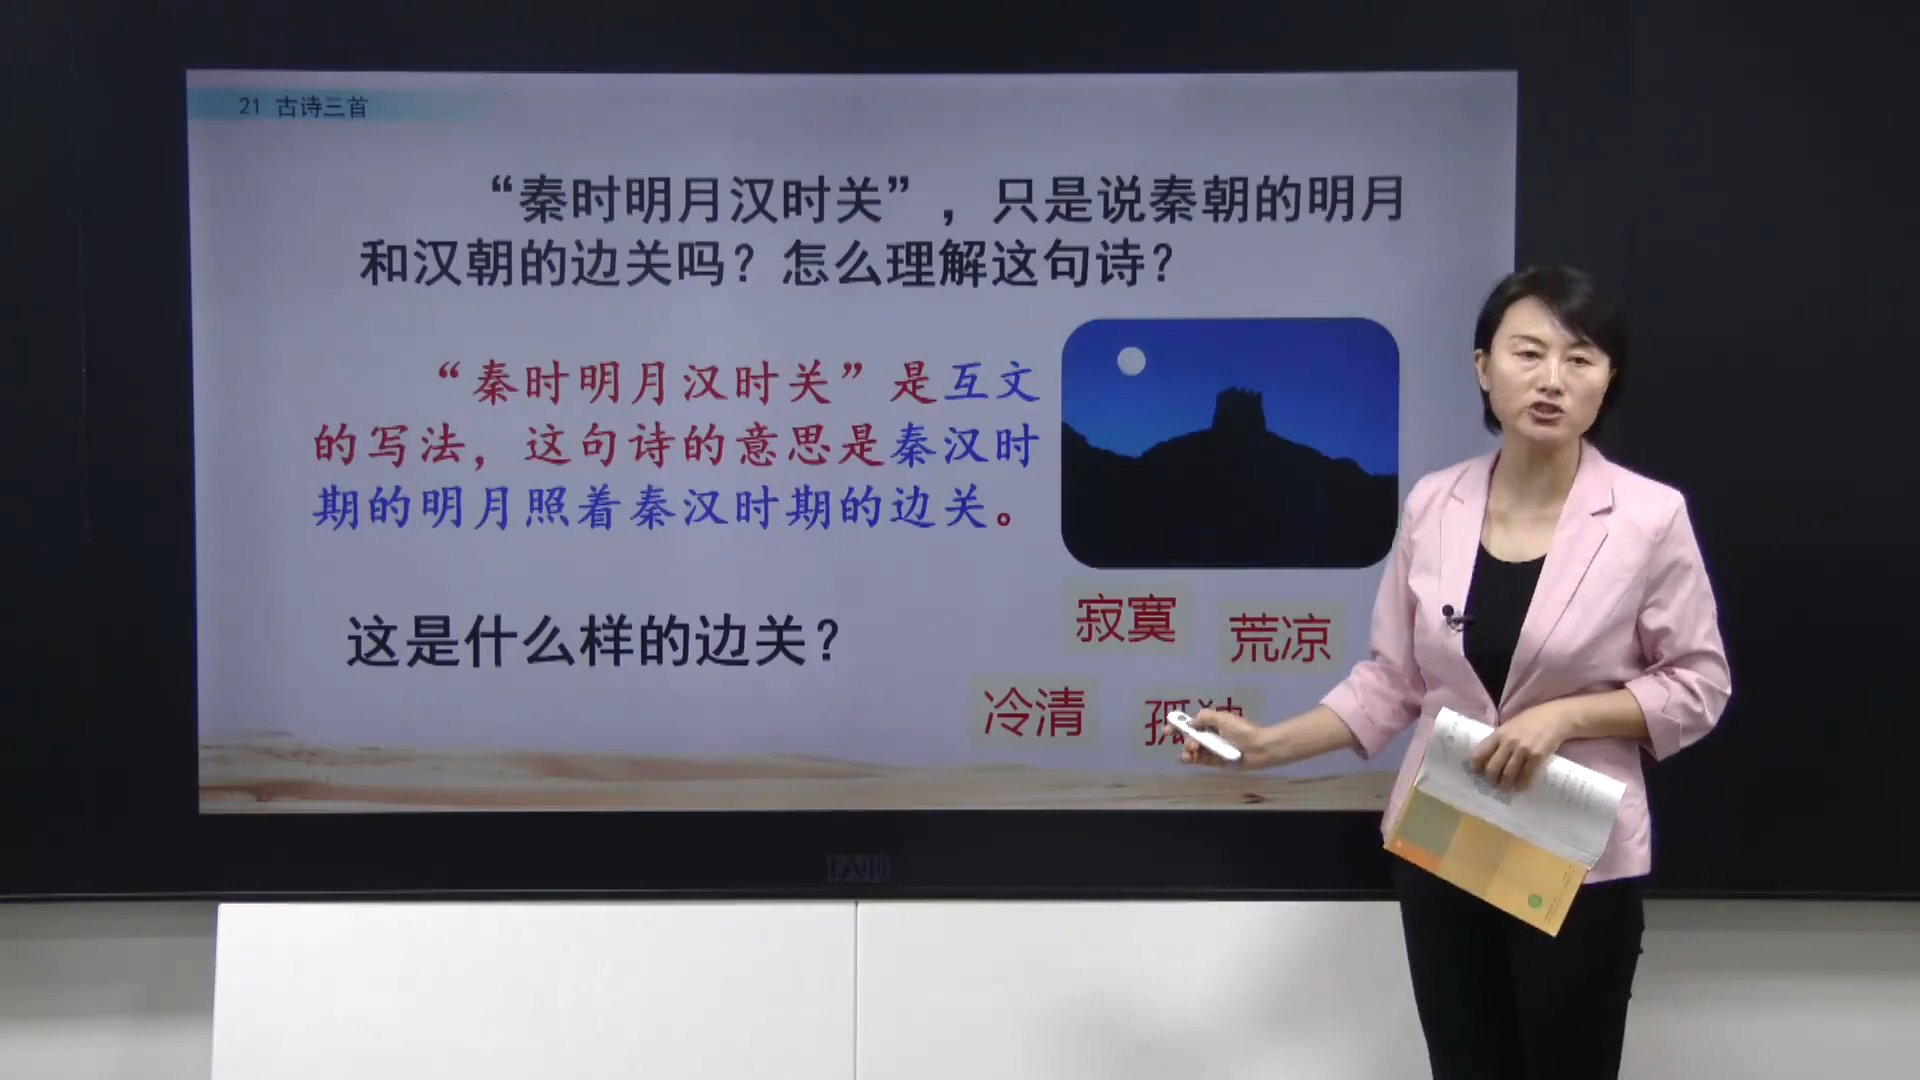 21 古诗三首
“秦时明月汉时关”，只是说秦朝的明月
和汉朝的边关吗？怎么理解这句诗？
“秦时明月汉时关”是互文
的写法，这句诗的意思是秦汉时
期的明月照着秦汉时期的边关。
这是什么样的边关？
寂寞
荒凉
冷清
孤独